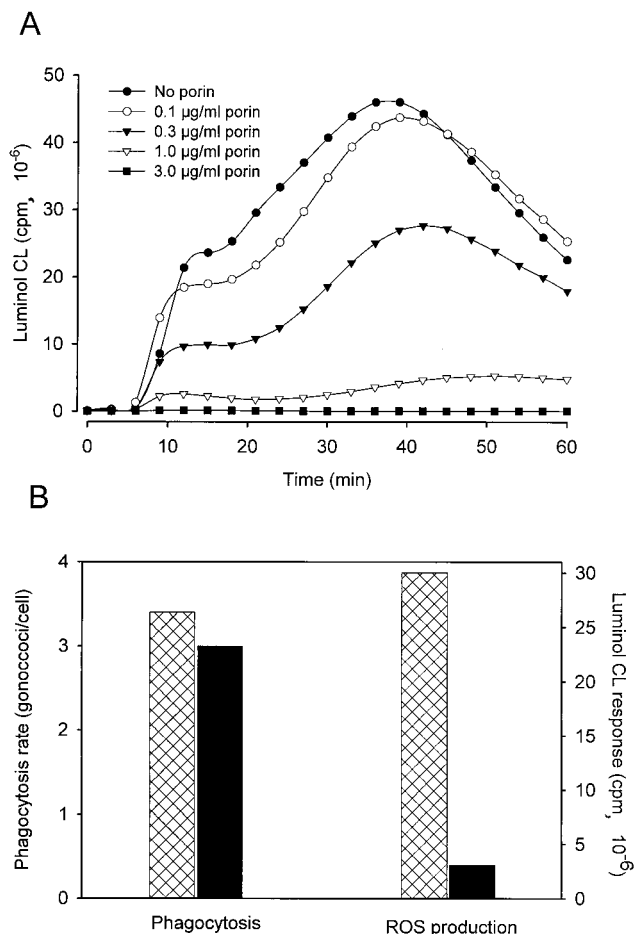 A
Luminol CL (cpm, 10-6)
50
40
30
20
10
0
No porin
0.1 µg/ml porin
0.3 µg/ml porin
1.0 µg/ml porin
3.0 µg/ml porin
0 10 20 30 40 50 60
Time (min)
B
Phagocytosis rate (gonoccoci/cell)
4
3
2
1
0
30
25
20
15
10
5
0
Luminol CL response (cpm, 10-6)
Phagocytosis ROS production